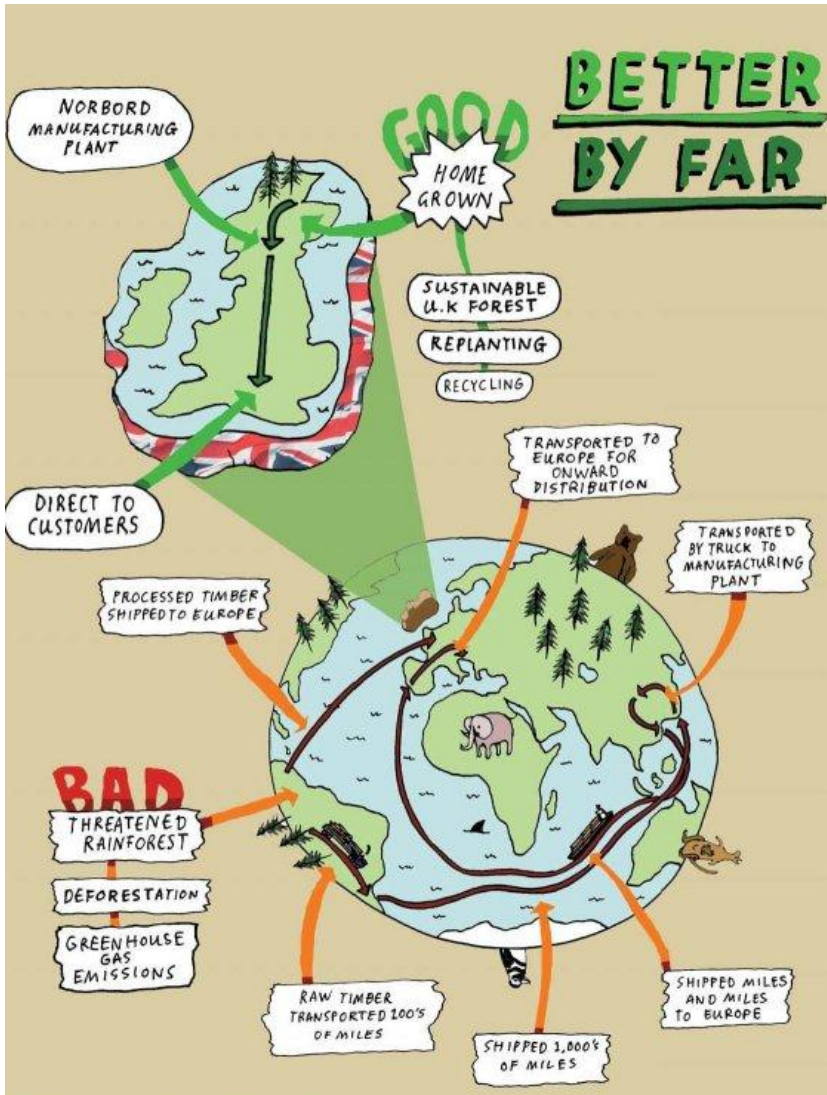 BETTER
BY FAR
NORBORD
MANUFACTURING
PLANT
GOOD
HOME
GROWN
SUSTAINABLE
U.K FOREST
REPLANTING
RECYCLING
DIRECT TO
CUSTOMERS
TRANSPORTED TO
EUROPE FOR
ONWARD
DISTRIBUTION
TRANSPORTED
BY TRUCK TO
MANUFACTURING
PLANT
PROCESSED TIMBER
SHIPPED TO EUROPE
BAD
THREATENED
RAINFOREST
DEFORESTATION
GREENHOUSE
GAS
EMISSIONS
RAW TIMBER
TRANSPORTED 100'S
OF MILES
SHIPPED 1,000'S
OF MILES
SHIPPED MILES
AND MILES
TO EUROPE